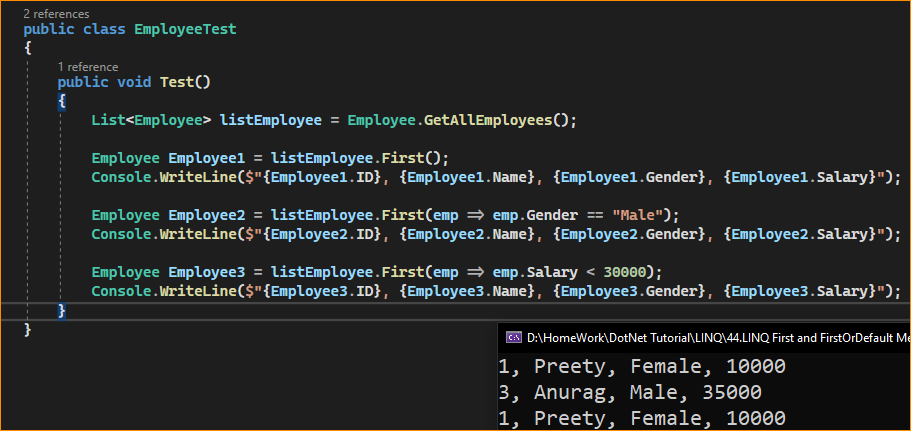 2 references
public class EmployeeTest
{
1 reference
public void Test()
{
List<Employee> listEmployee = Employee.GetAllEmployees();
Employee Employee1 = listEmployee.First();
Console.WriteLine($"{Employee1.ID}, {Employee1.Name}, {Employee1.Gender}, {Employee1.Salary}");
Employee Employee2 = listEmployee.First(emp => emp.Gender == "Male");
Console.WriteLine($"{Employee2.ID}, {Employee2.Name}, {Employee2.Gender}, {Employee2.Salary}");
Employee Employee3 = listEmployee.First(emp => emp.Salary < 30000);
Console.WriteLine($"{Employee3.ID}, {Employee3.Name}, {Employee3.Gender}, {Employee3.Salary}");
}
}
D:\HomeWork\DotNet Tutorial\LINQ\44.LINQ First and FirstOrDefault Me
1, Preety, Female, 10000
3, Anurag, Male, 35000
1, Preety, Female, 10000